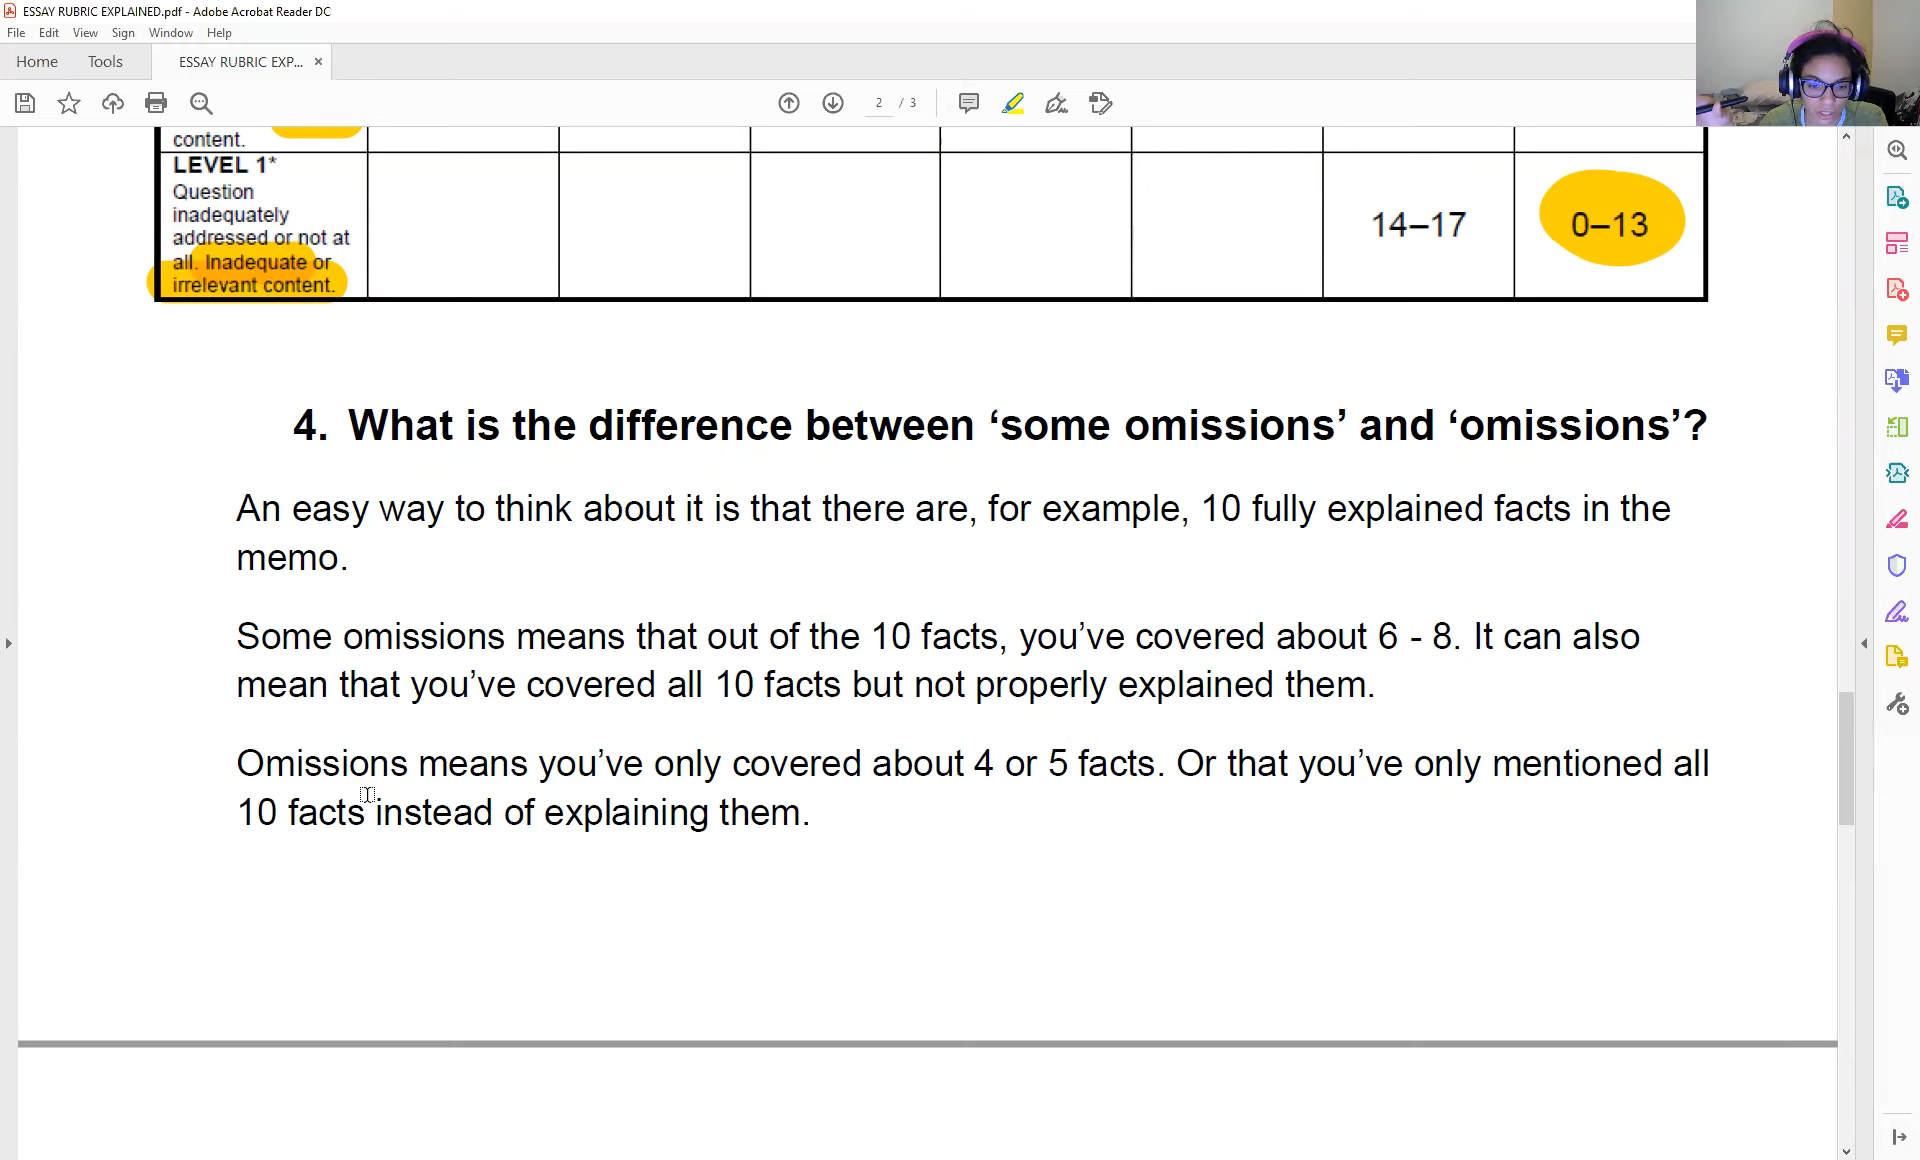 ESSAY RUBRIC EXPLAINED.pdf - Adobe Acrobat Reader DC
File Edit View Sign Window Help
Home Tools ESSAY RUBRIC EXP... ×
2 / 3
content.
LEVEL 1*
Question
inadequately
addressed or not at
all. Inadequate or
irrelevant content.
14–17
0–13
4. What is the difference between ‘some omissions’ and ‘omissions’?
An easy way to think about it is that there are, for example, 10 fully explained facts in the
memo.
Some omissions means that out of the 10 facts, you’ve covered about 6 - 8. It can also
mean that you’ve covered all 10 facts but not properly explained them.
Omissions means you’ve only covered about 4 or 5 facts. Or that you’ve only mentioned all
10 facts instead of explaining them.